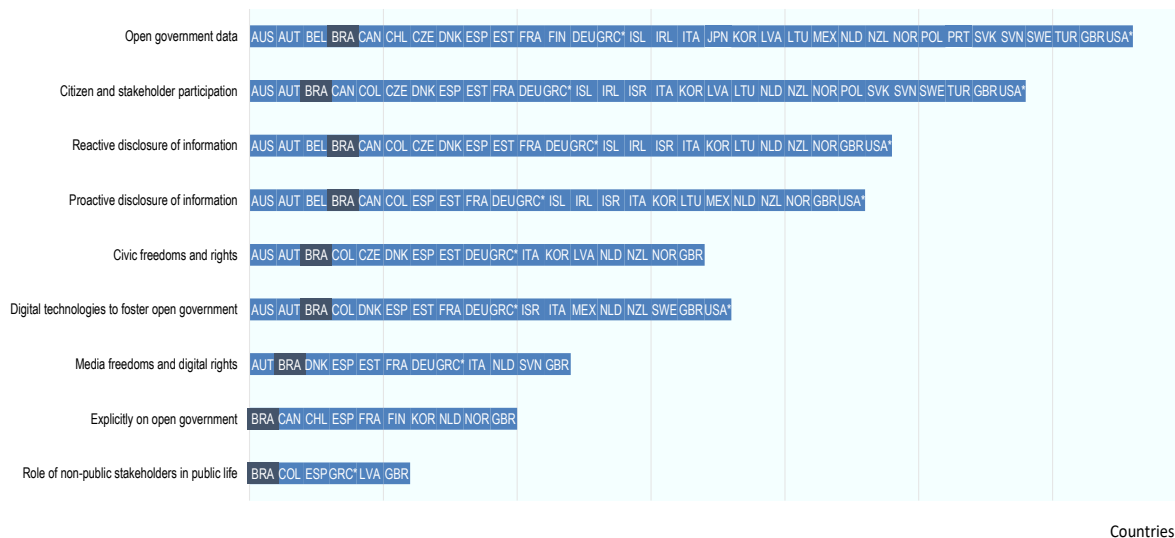 Open government data AUS AUT BEL BRA CAN CHL CZE DNK ESP EST FRA FIN DEU GRC* ISL IRL ITA JPN KOR LVA LTU MEX NLD NZL NOR POL PRT SVK SVN SWE TUR GBR USA*
Citizen and stakeholder participation AUS AUT BRA CAN COL CZE DNK ESP EST FRA DEU GRC* ISL IRL ISR ITA KOR LVA LTU NLD NZL NOR POL SVK SVN SWE TUR GBR USA*
Reactive disclosure of information AUS AUT BEL BRA CAN COL CZE DNK ESP EST FRA DEU GRC* ISL IRL ISR ITA KOR LTU NLD NZL NOR GBR USA*
Proactive disclosure of information AUS AUT BEL BRA CAN COL ESP EST FRA DEU GRC* ISL IRL ISR ITA KOR LTU MEX NLD NZL NOR GBR USA*
Civic freedoms and rights AUS AUT BRA COL CZE DNK ESP EST DEU GRC* ITA KOR LVA NLD NZL NOR GBR
Digital technologies to foster open government AUS AUT BRA COL DNK ESP EST FRA DEU GRC* ISR ITA MEX NLD NZL SWE GBR USA*
Media freedoms and digital rights AUT BRA DNK ESP EST FRA DEU GRC* ITA NLD SVN GBR
Explicitly on open government BRA CAN CHL ESP FRA FIN KOR NLD NOR GBR
Role of non-public stakeholders in public life BRA COL ESP GRC* LVA GBR
Countries